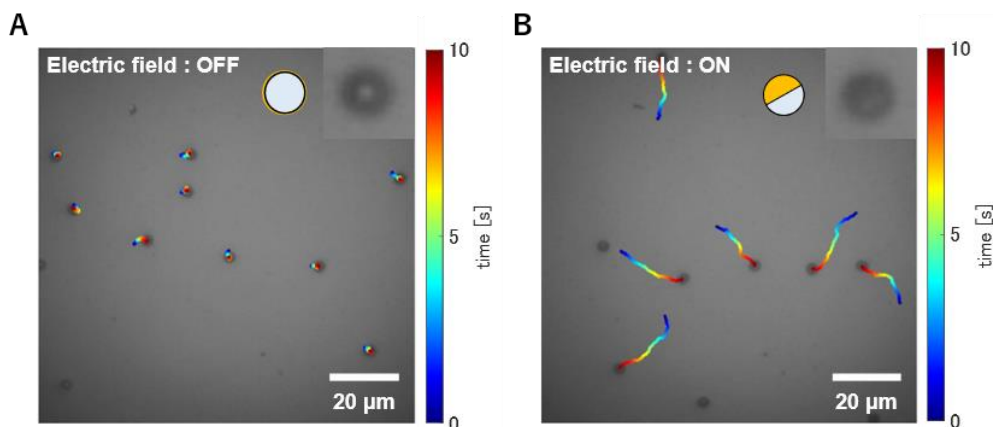 A
Electric field : OFF
10
5
0
time [s]
20 µm
B
Electric field : ON
10
5
0
time [s]
20 µm